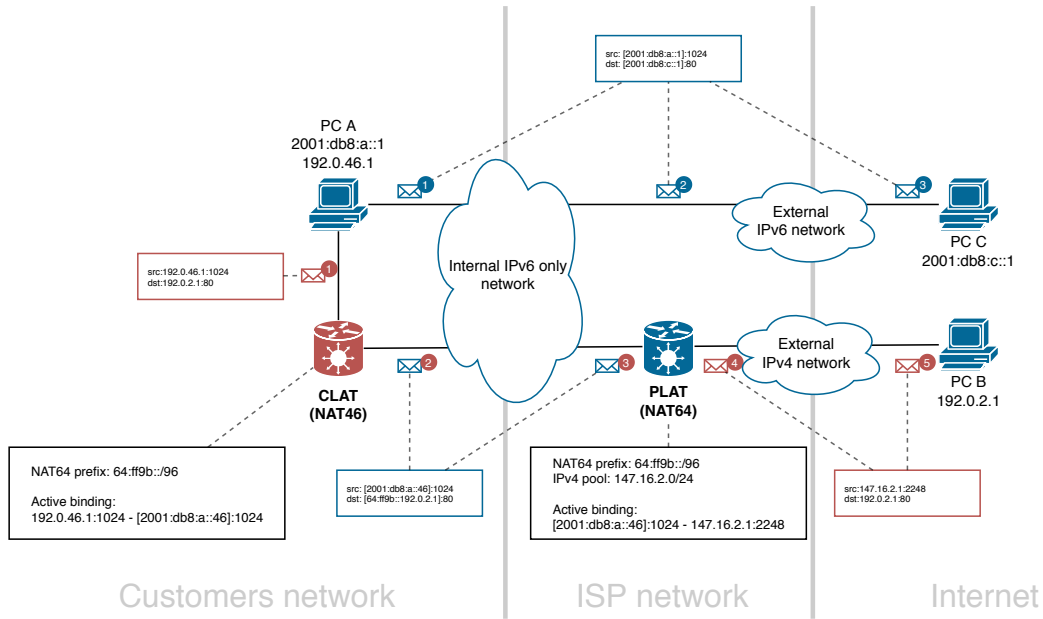 src: [2001:db8:a::1]:1024
dst: [2001:db8:c::1]:80
PC A
2001:db8:a::1
192.0.46.1
1
2
3
External
IPv6 network
PC C
2001:db8:c::1
src:192.0.46.1:1024
dst:192.0.2.1:80
1
Internal IPv6 only
network
CLAT
(NAT46)
2
3
PLAT
(NAT64)
4
External
IPv4 network
5
PC B
192.0.2.1
NAT64 prefix: 64:ff9b::/96
Active binding:
192.0.46.1:1024 - [2001:db8:a::46]:1024
src: [2001:db8:a::46]:1024
dst: [64:ff9b::192.0.2.1]:80
NAT64 prefix: 64:ff9b::/96
IPv4 pool: 147.16.2.0/24
Active binding:
[2001:db8:a::46]:1024 - 147.16.2.1:2248
src:147.16.2.1:2248
dst:192.0.2.1:80
Customers network
ISP network
Internet